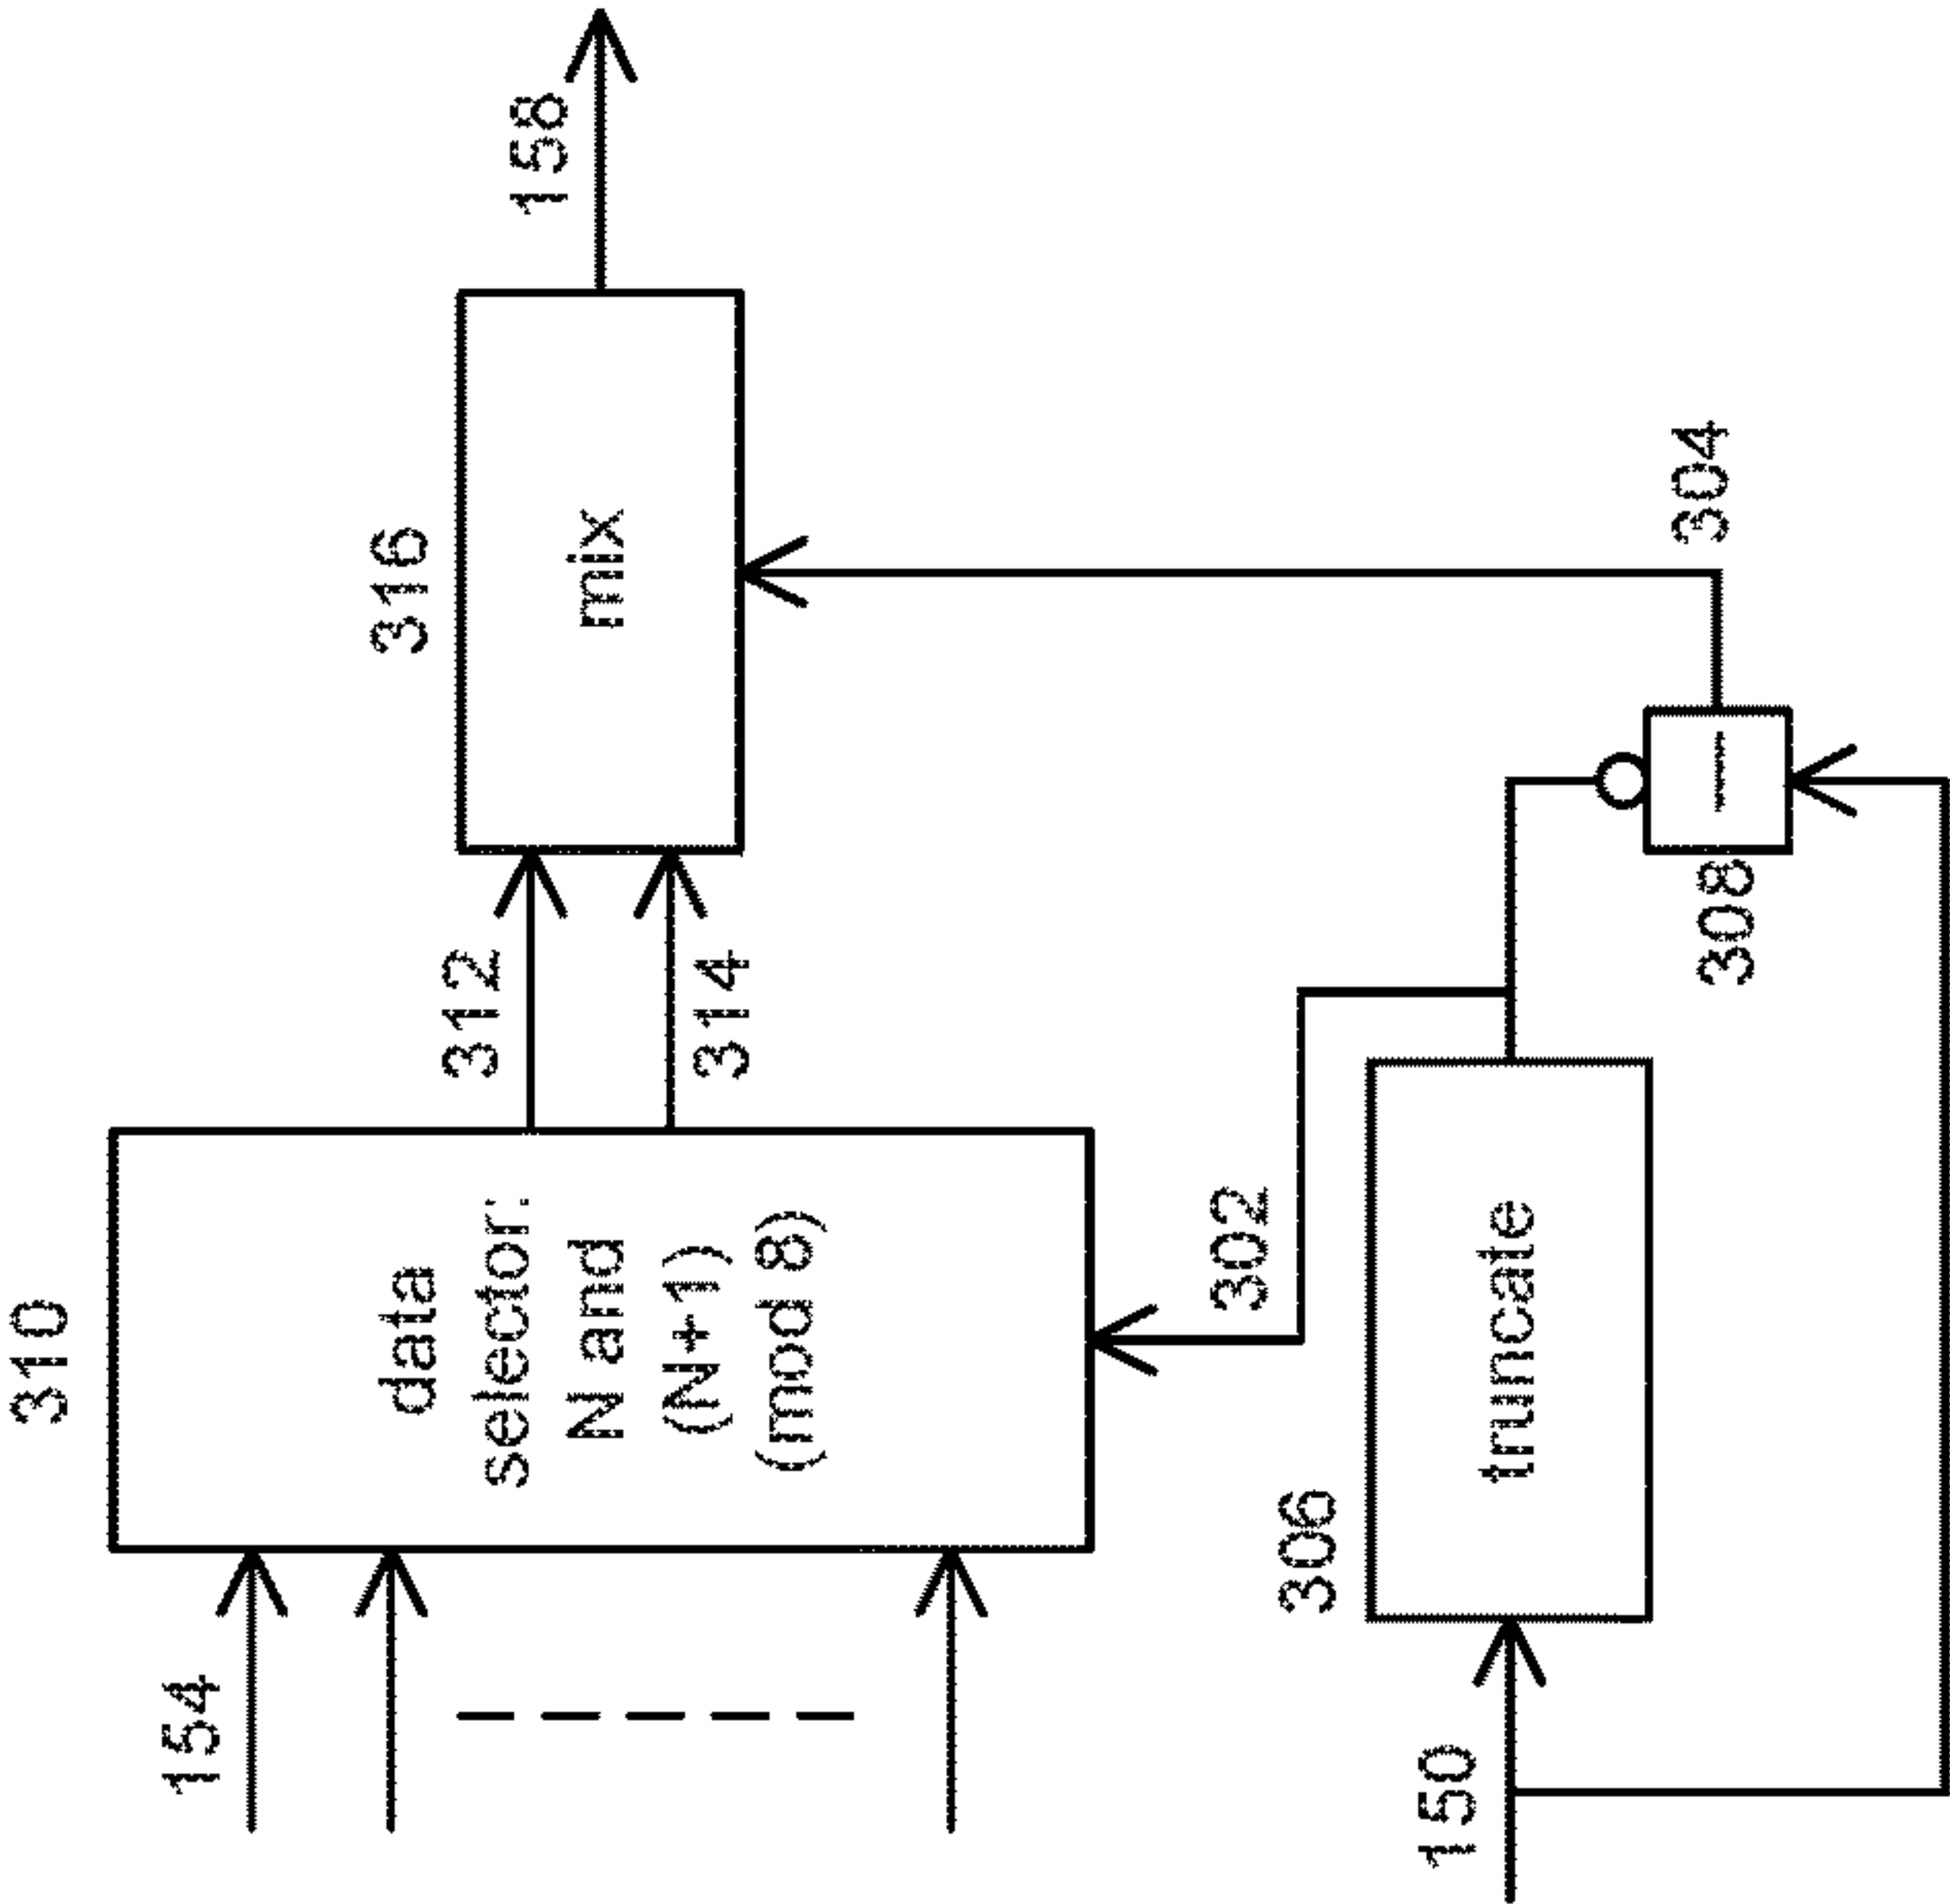 310
154
data
selector:
N and
(N+1)
(mod 8)
312
314
316
mix
158
302
306
150
truncate
308
304